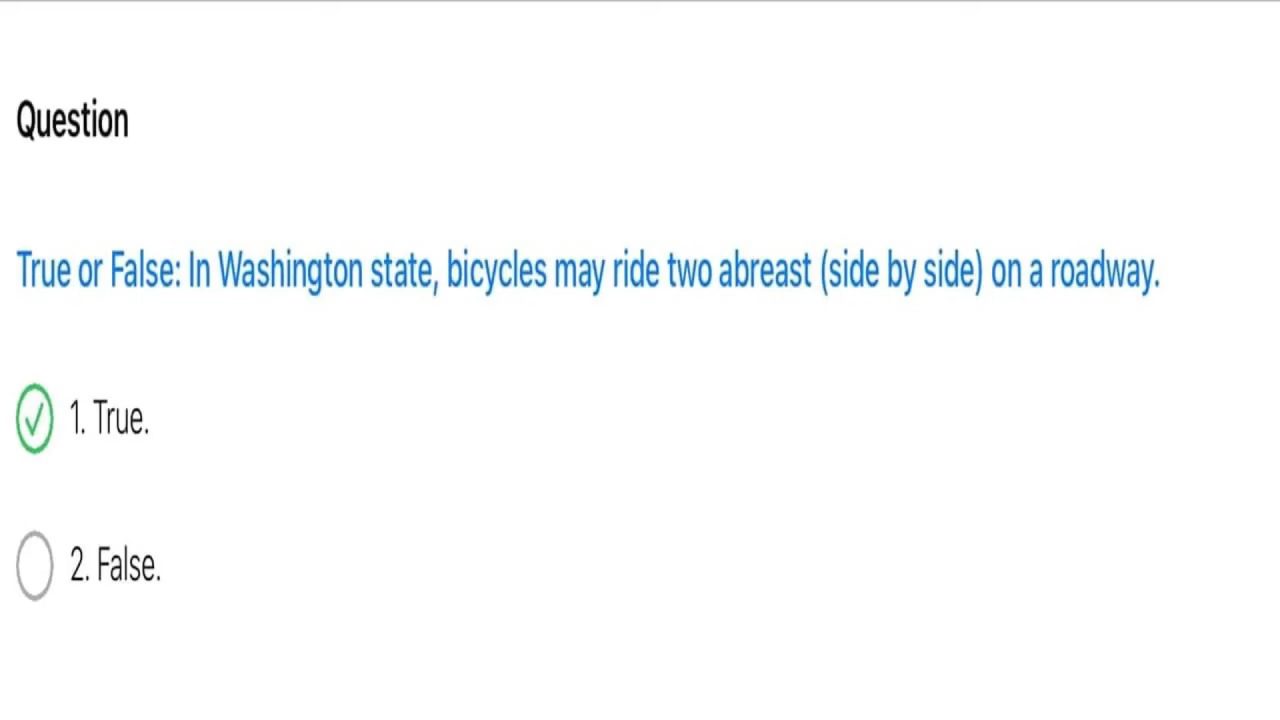 Question
True or False: In Washington state, bicycles may ride two abreast (side by side) on a roadway.
1. True.
2. False.